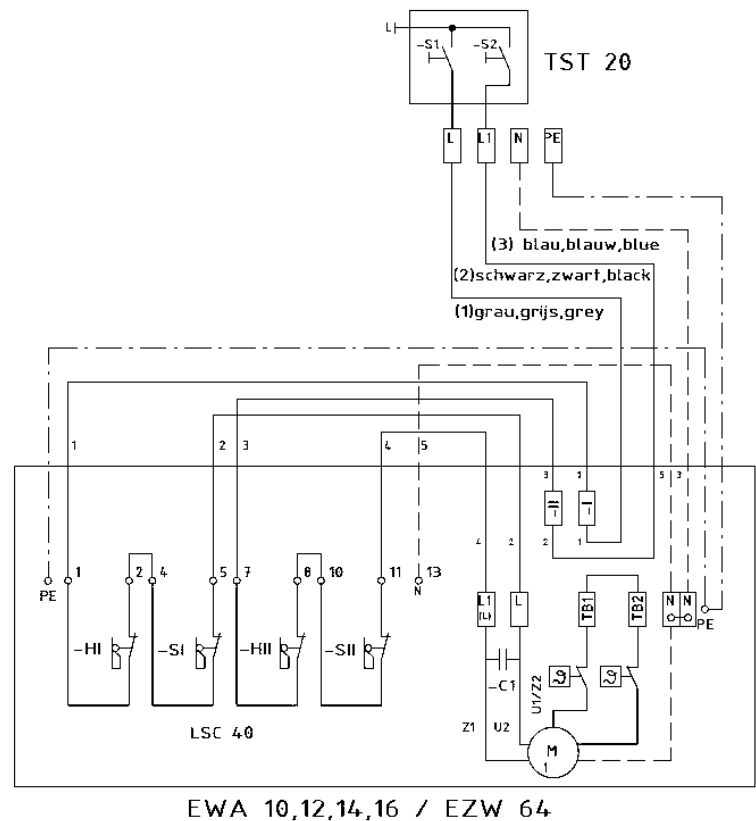 L
-S1 -S2
TST 20
L L1 N PE
(3) blau,blauw,blue
(2)schwarz,zwart,black
(1)grau,grijs,grey
1 2 3 4 5
3 1 5 3
II I
4 2 2 1
1 2 4 5 7 8 10 11 13
PE N
L1 L TB1 TB2 N N
(L)
PE
-HI -SI -HII -SII
-C1
U1/Z2
ϑ ϑ
Z1 U2
LSC 40
M
1
EWA 10,12,14,16 / EZW 64